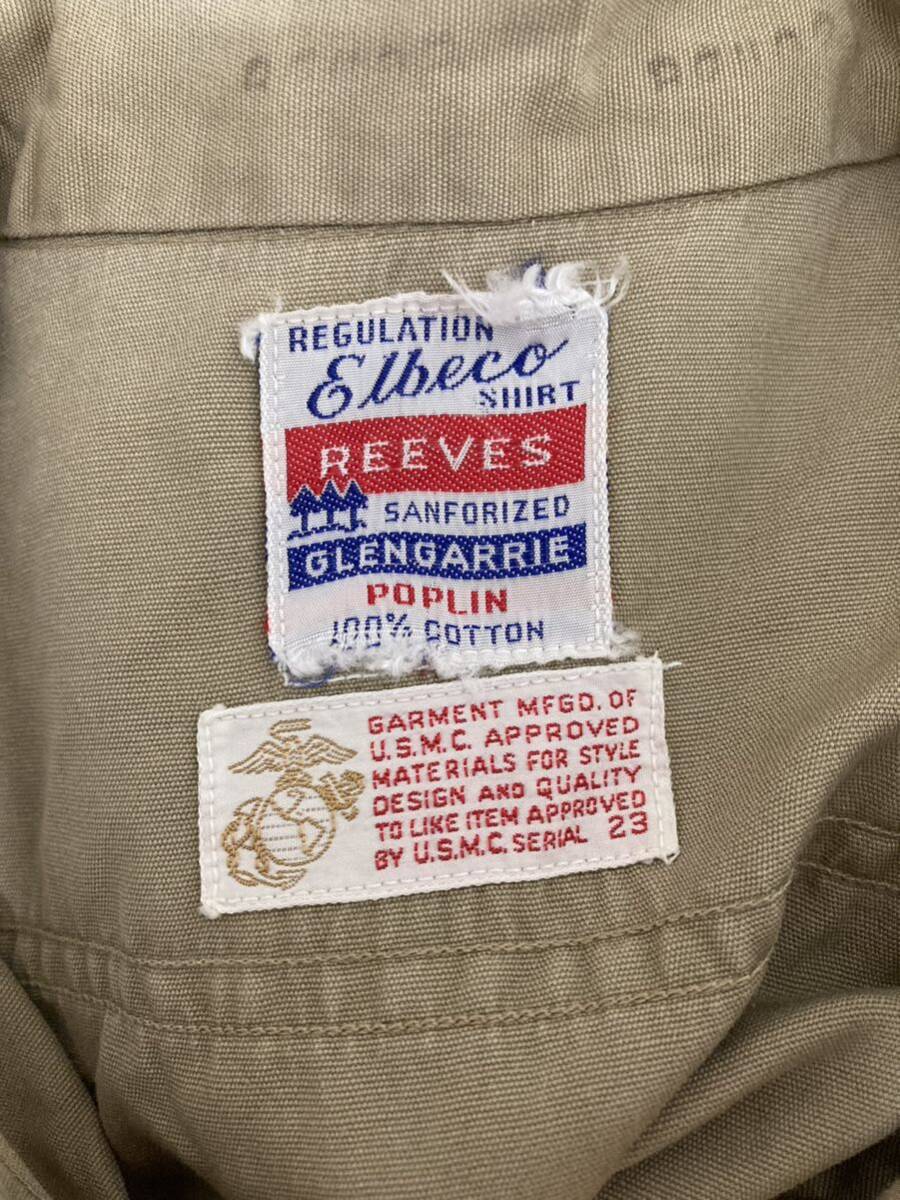 REGULATION
Elbeco
SHIRT
REEVES
SANFORIZED
GLENGARRIE
POPLIN
100% COTTON
GARMENT MFGD. OF
U.S.M.C. APPROVED
MATERIALS FOR STYLE
DESIGN AND QUALITY
TO LIKE ITEM APPROVED
BY U.S.M.C. SERIAL 23